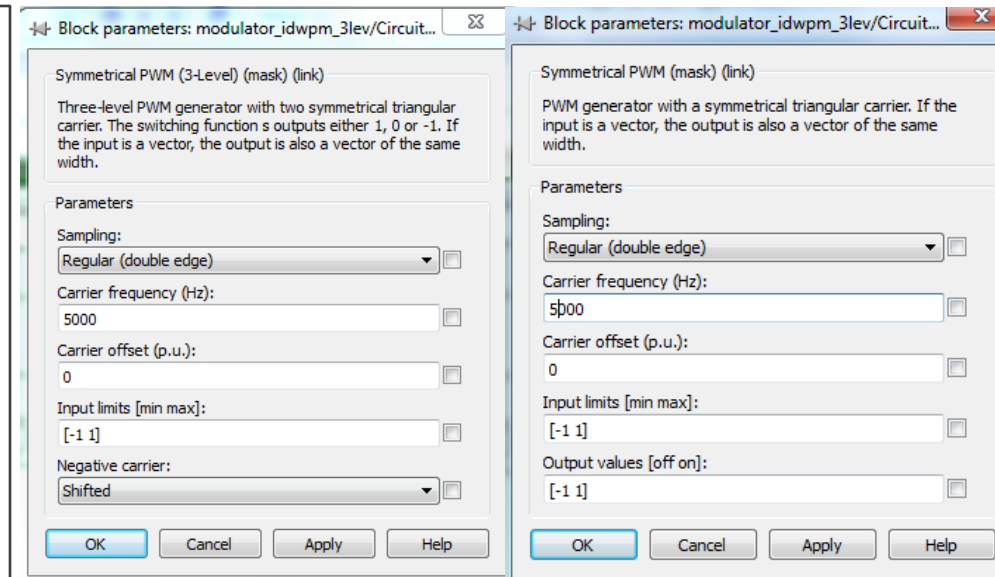 Block parameters: modulator_idwpm_3lev/Circuit...
Symmetrical PWM (3-Level) (mask) (link)
Three-level PWM generator with two symmetrical triangular
carrier. The switching function s outputs either 1, 0 or -1. If
the input is a vector, the output is also a vector of the same
width.
Parameters
Sampling:
Regular (double edge)
Carrier frequency (Hz):
5000
Carrier offset (p.u.):
0
Input limits [min max]:
[-1 1]
Negative carrier:
Shifted
OK Cancel Apply Help
Block parameters: modulator_idwpm_3lev/Circuit...
Symmetrical PWM (mask) (link)
PWM generator with a symmetrical triangular carrier. If the
input is a vector, the output is also a vector of the same
width.
Parameters
Sampling:
Regular (double edge)
Carrier frequency (Hz):
5000
Carrier offset (p.u.):
0
Input limits [min max]:
[-1 1]
Output values [off on]:
[-1 1]
OK Cancel Apply Help